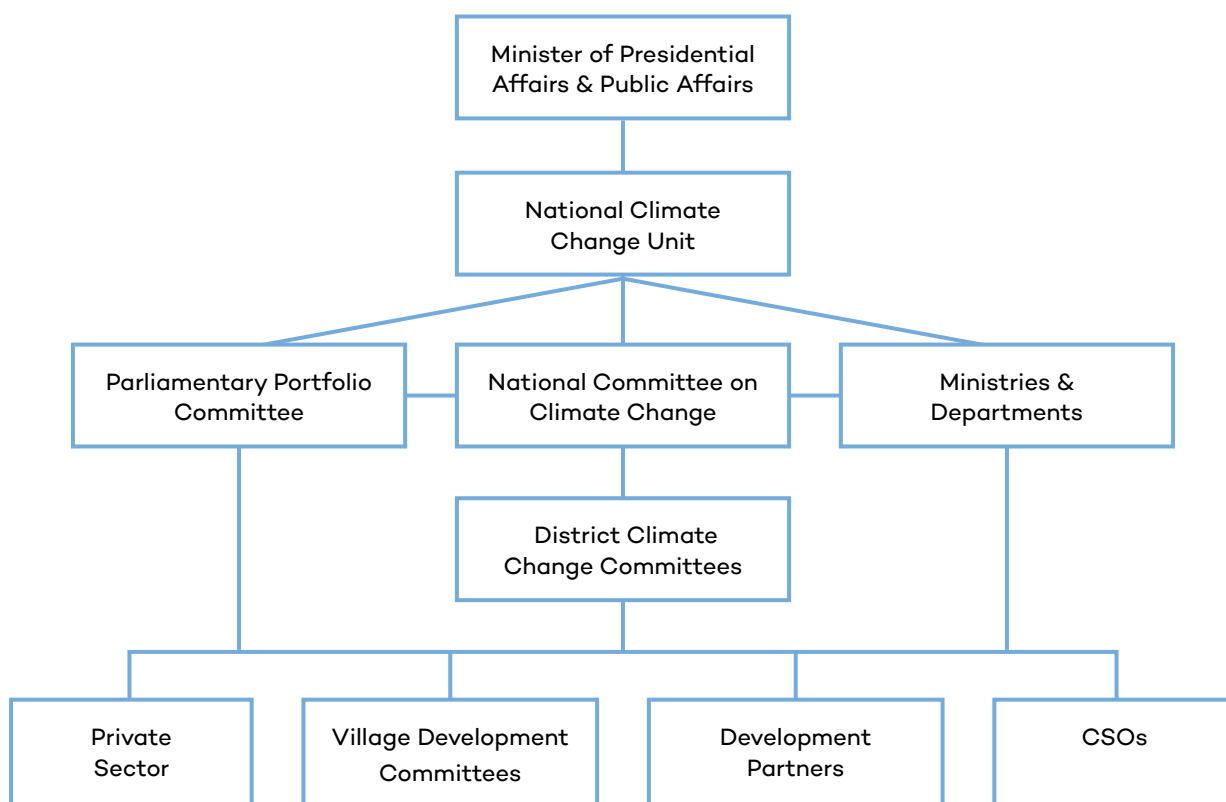 Minister of Presidential
Affairs & Public Affairs
National Climate
Change Unit
Parliamentary Portfolio
Committee
National Committee on
Climate Change
Ministries &
Departments
District Climate
Change Committees
Private
Sector
Village Development
Committees
Development
Partners
CSOs